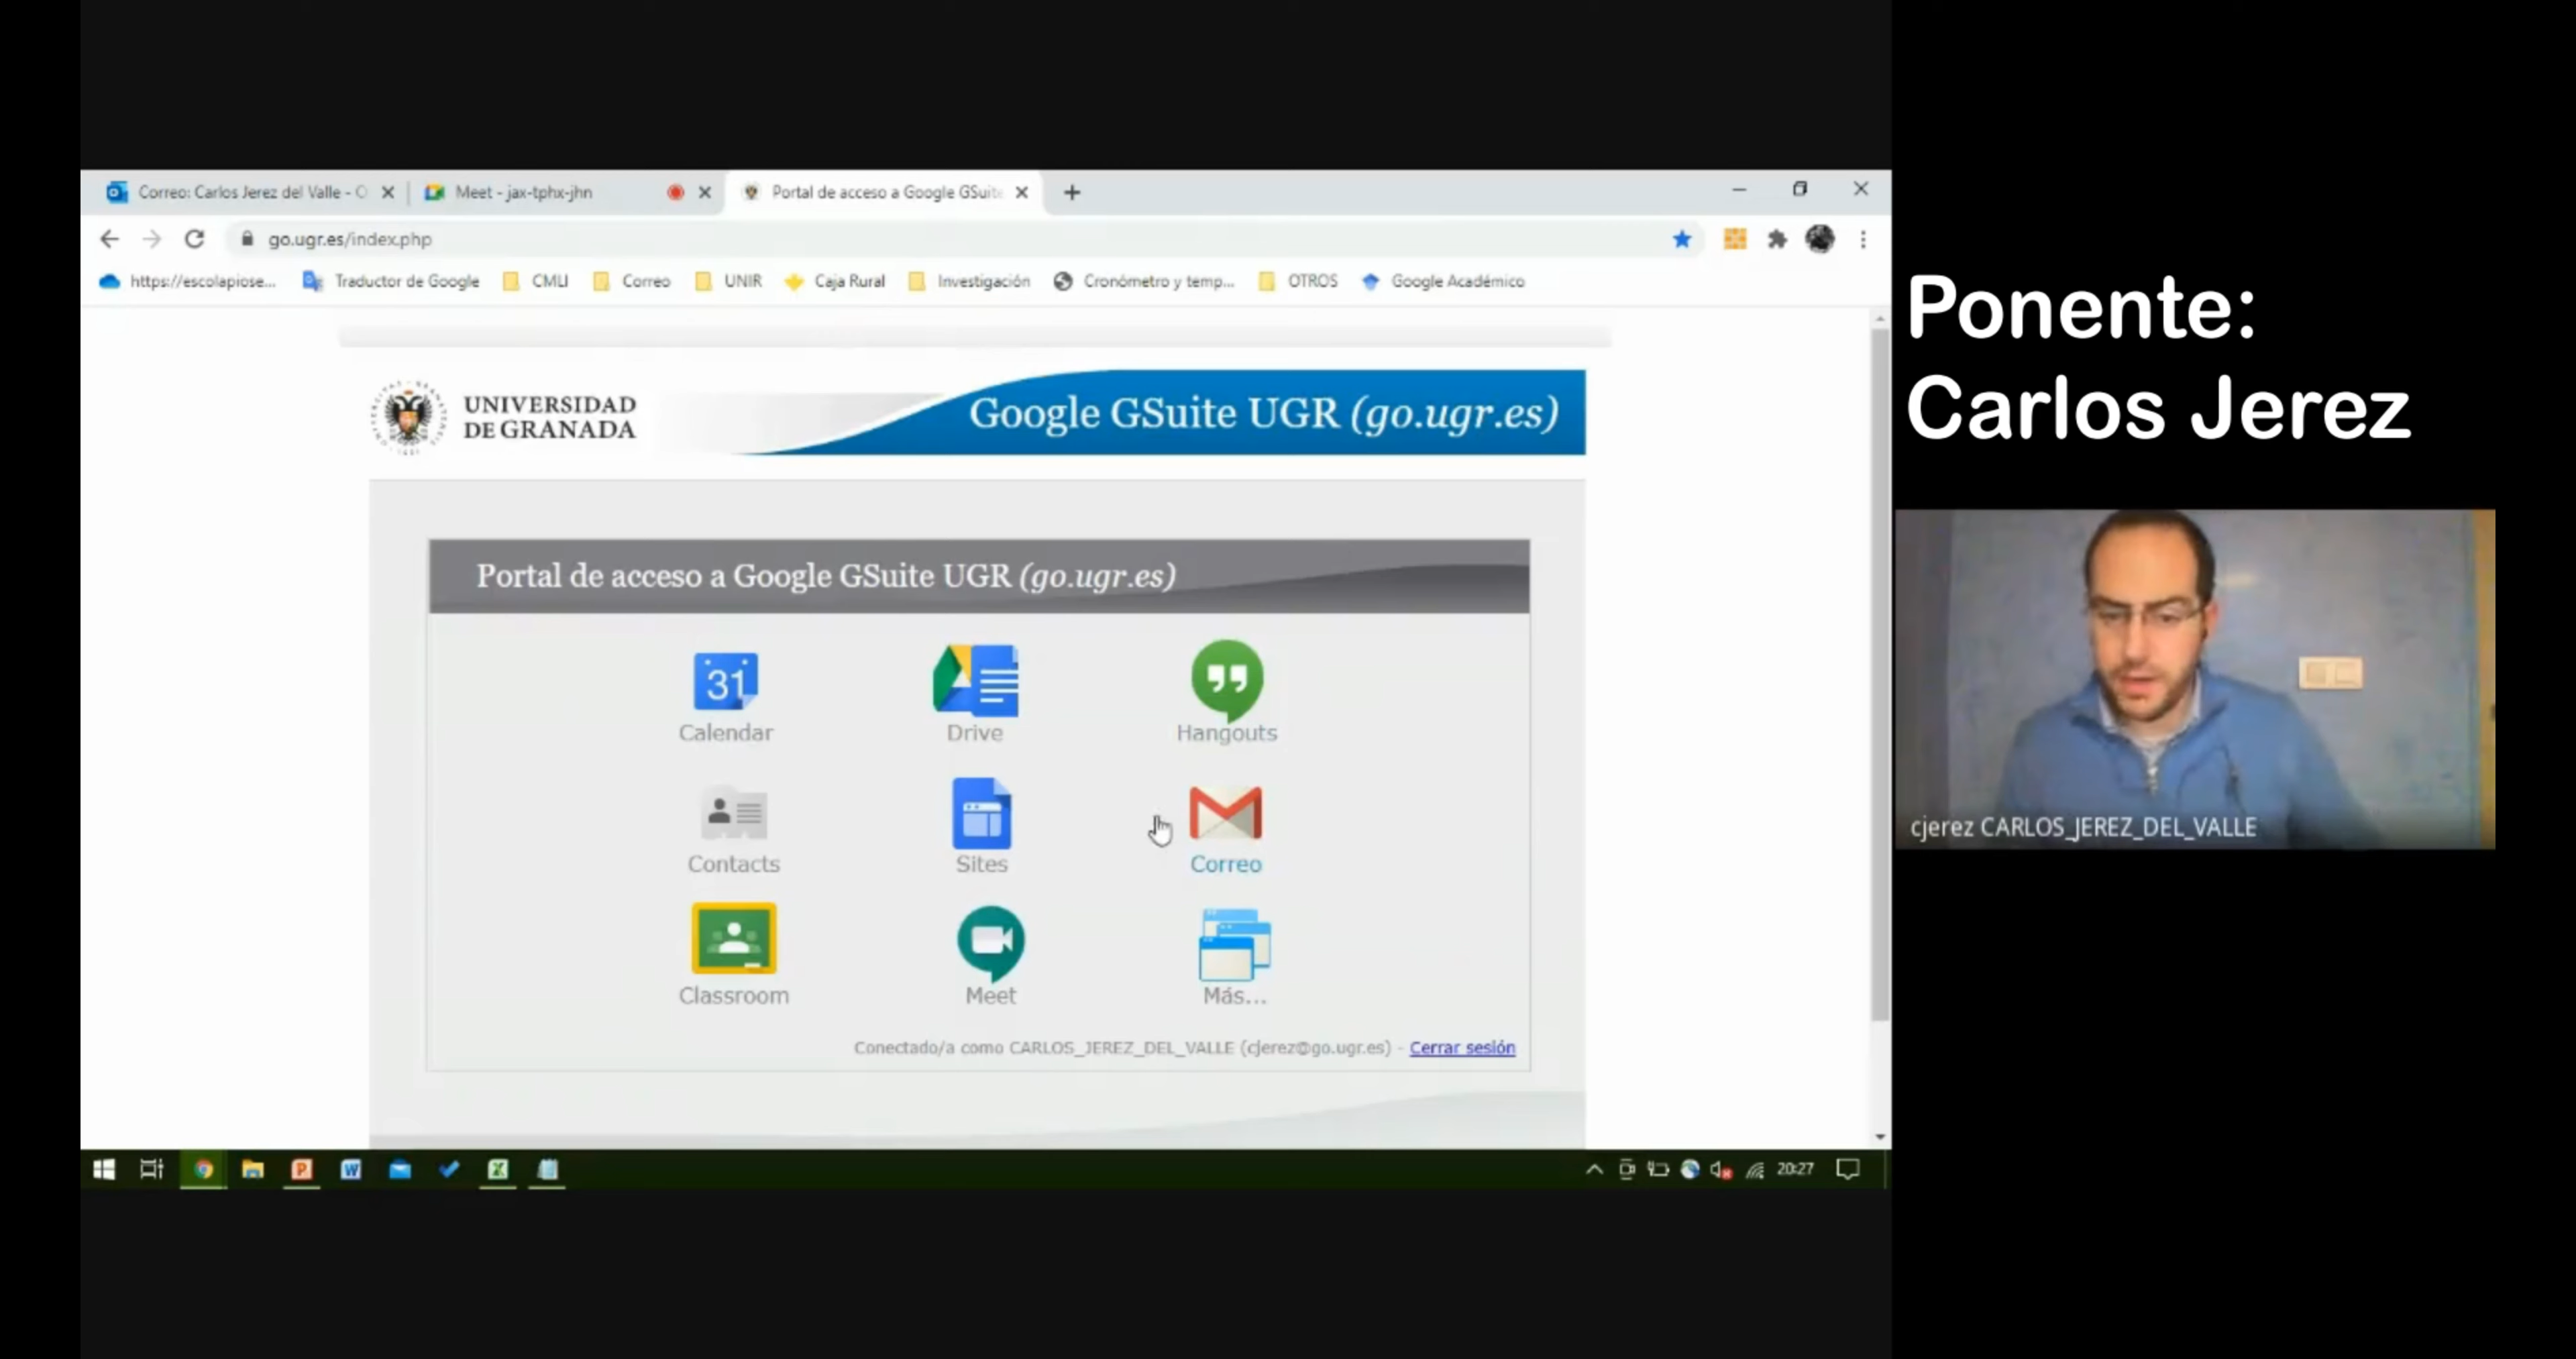 Correo: Carlos Jerez del Valle - O
Meet - jax-tphx-jhn
Portal de acceso a Google GSuite
go.ugr.es/index.php
https://escolapiose...
Traductor de Google
CMLI
Correo
UNIR
Caja Rural
Investigación
Cronómetro y temp...
OTROS
Google Académico
UNIVERSIDAD
DE GRANADA
Google GSuite UGR (go.ugr.es)
Portal de acceso a Google GSuite UGR (go.ugr.es)
31
Calendar
Drive
Hangouts
Contacts
Sites
Correo
Classroom
Meet
Más...
Conectado/a como CARLOS_JEREZ_DEL_VALLE (cjerez@go.ugr.es) - Cerrar sesión
20:27
Ponente:
Carlos Jerez
cjerez CARLOS_JEREZ_DEL_VALLE